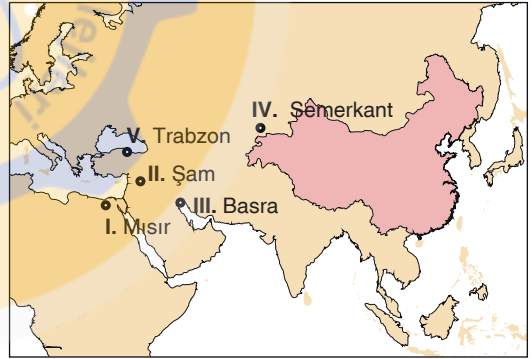 IV. Semerkant
V. Trabzon
II. Şam
III. Basra
I. Mısır